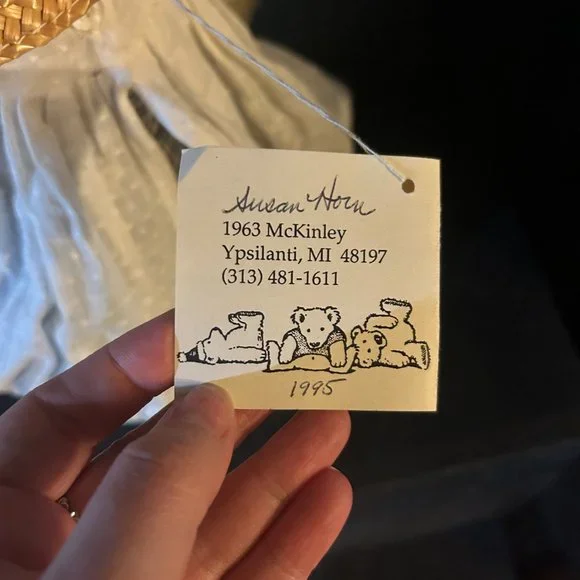 Susan Horn
1963 McKinley
Ypsilanti, MI 48197
(313) 481-1611
1995